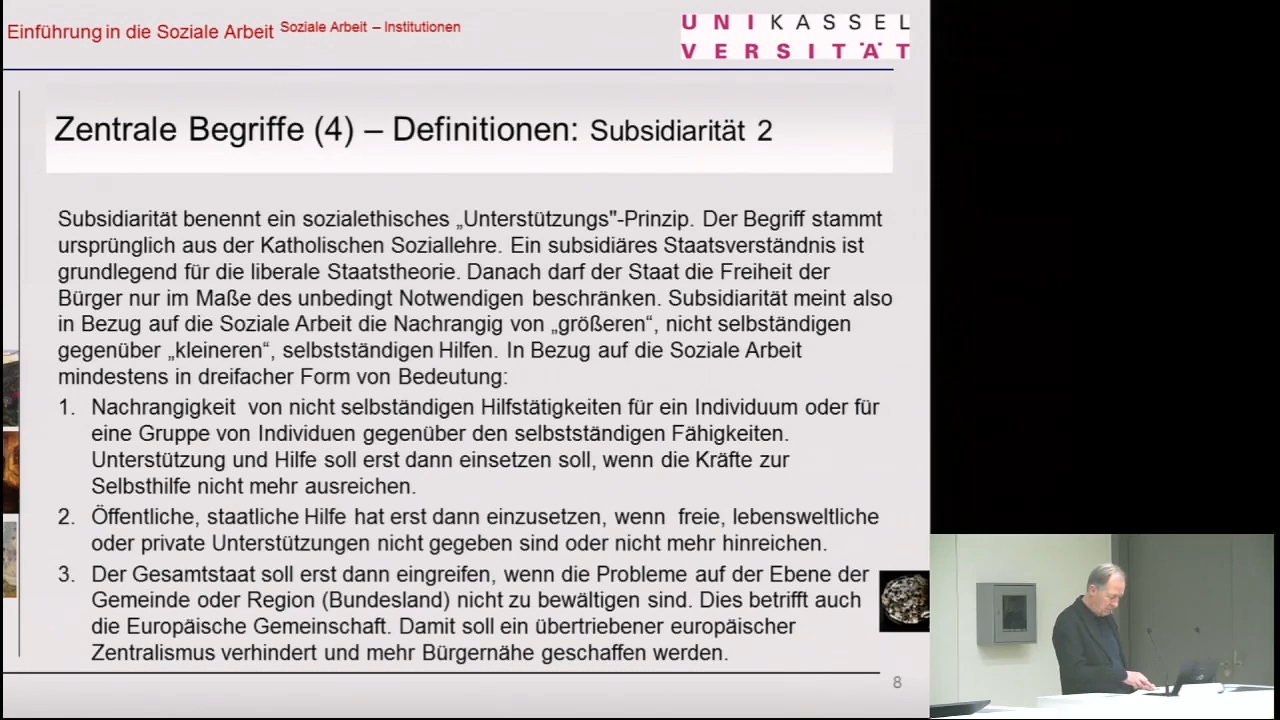 Einführung in die Soziale Arbeit Soziale Arbeit – Institutionen
UNIKASSEL
VERSITÄT
Zentrale Begriffe (4) – Definitionen: Subsidiarität 2
Subsidiarität benennt ein sozialethisches „Unterstützungs"-Prinzip. Der Begriff stammt
ursprünglich aus der Katholischen Soziallehre. Ein subsidiäres Staatsverständnis ist
grundlegend für die liberale Staatstheorie. Danach darf der Staat die Freiheit der
Bürger nur im Maße des unbedingt Notwendigen beschränken. Subsidiarität meint also
in Bezug auf die Soziale Arbeit die Nachrangig von „größeren“, nicht selbständigen
gegenüber „kleineren“, selbstständigen Hilfen. In Bezug auf die Soziale Arbeit
mindestens in dreifacher Form von Bedeutung:
1. Nachrangigkeit von nicht selbständigen Hilfstätigkeiten für ein Individuum oder für
eine Gruppe von Individuen gegenüber den selbstständigen Fähigkeiten.
Unterstützung und Hilfe soll erst dann einsetzen soll, wenn die Kräfte zur
Selbsthilfe nicht mehr ausreichen.
2. Öffentliche, staatliche Hilfe hat erst dann einzusetzen, wenn freie, lebensweltliche
oder private Unterstützungen nicht gegeben sind oder nicht mehr hinreichen.
3. Der Gesamtstaat soll erst dann eingreifen, wenn die Probleme auf der Ebene der
Gemeinde oder Region (Bundesland) nicht zu bewältigen sind. Dies betrifft auch
die Europäische Gemeinschaft. Damit soll ein übertriebener europäischer
Zentralismus verhindert und mehr Bürgernähe geschaffen werden.
8